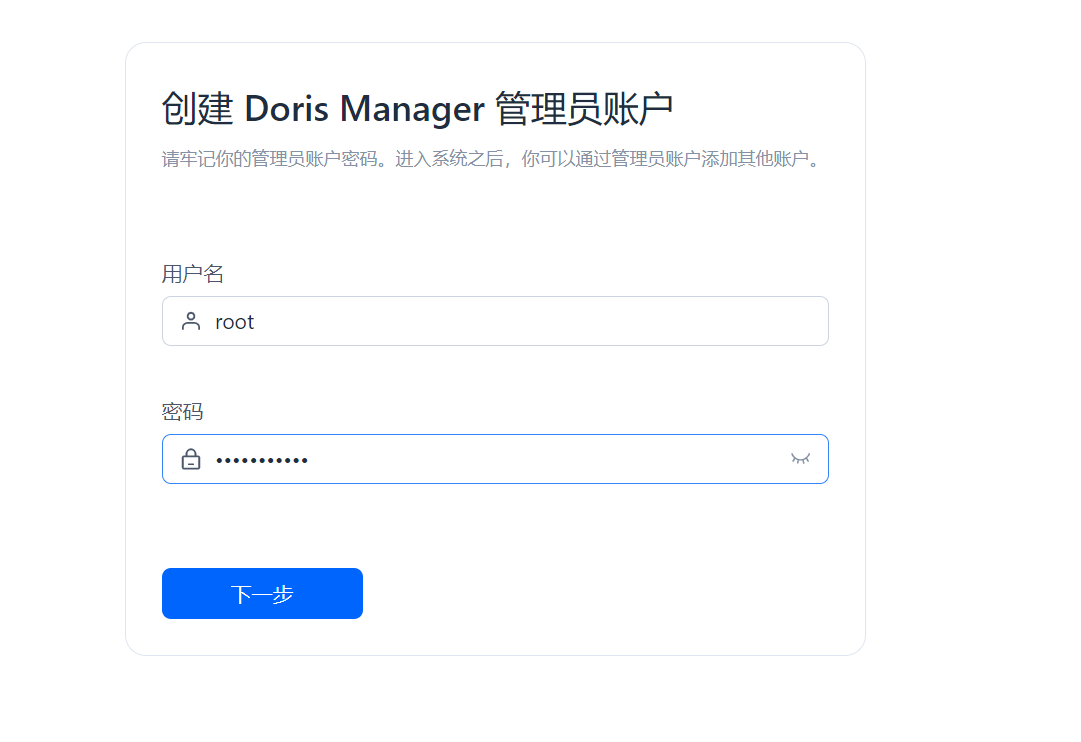 创建 Doris Manager 管理员账户
请牢记你的管理员账户密码。进入系统之后，你可以通过管理员账户添加其他账户。
用户名
root
密码
•••••••••••
下一步